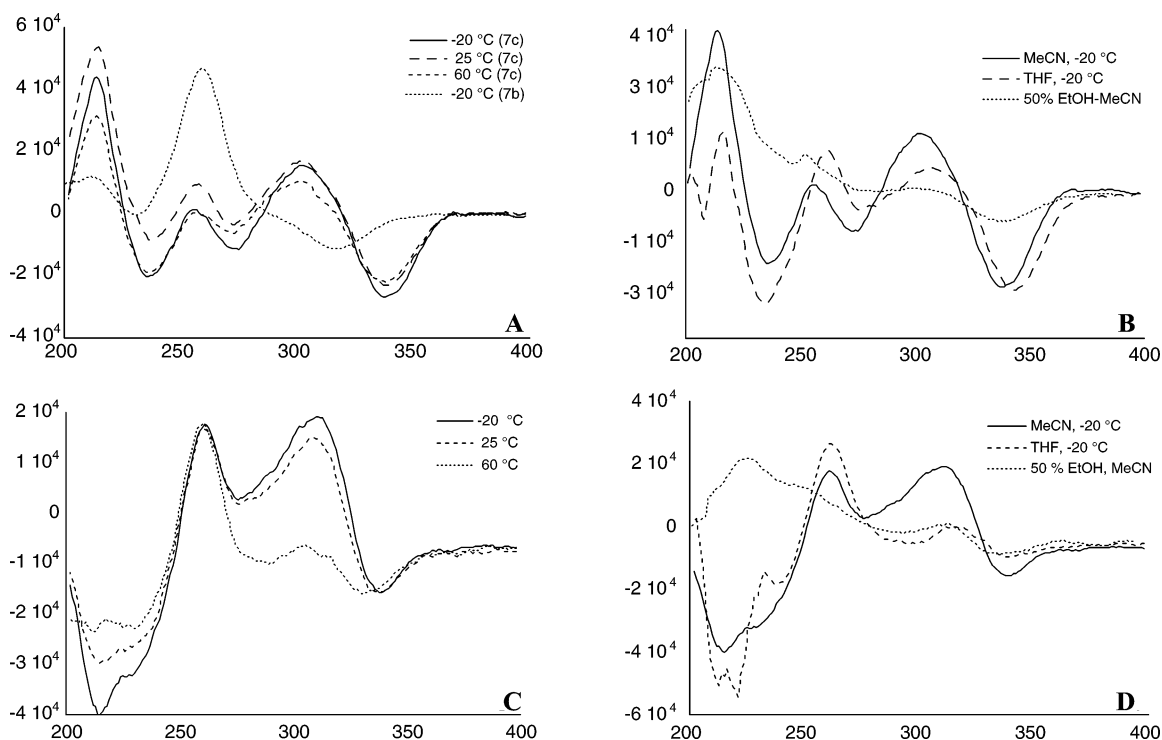 6 10⁴
4 10⁴
2 10⁴
0
-2 10⁴
-4 10⁴
200 250 300 350 400
-20 °C (7c)
25 °C (7c)
60 °C (7c)
-20 °C (7b)
A
4 10⁴
3 10⁴
1 10⁴
0
-1 10⁴
-3 10⁴
200 250 300 350 400
MeCN, -20 °C
THF, -20 °C
50% EtOH-MeCN
B
2 10⁴
1 10⁴
0
-1 10⁴
-2 10⁴
-3 10⁴
-4 10⁴
200 250 300 350 400
-20 °C
25 °C
60 °C
C
4 10⁴
2 10⁴
0
-2 10⁴
-4 10⁴
-6 10⁴
200 250 300 350 400
MeCN, -20 °C
THF, -20 °C
50 % EtOH, MeCN
D